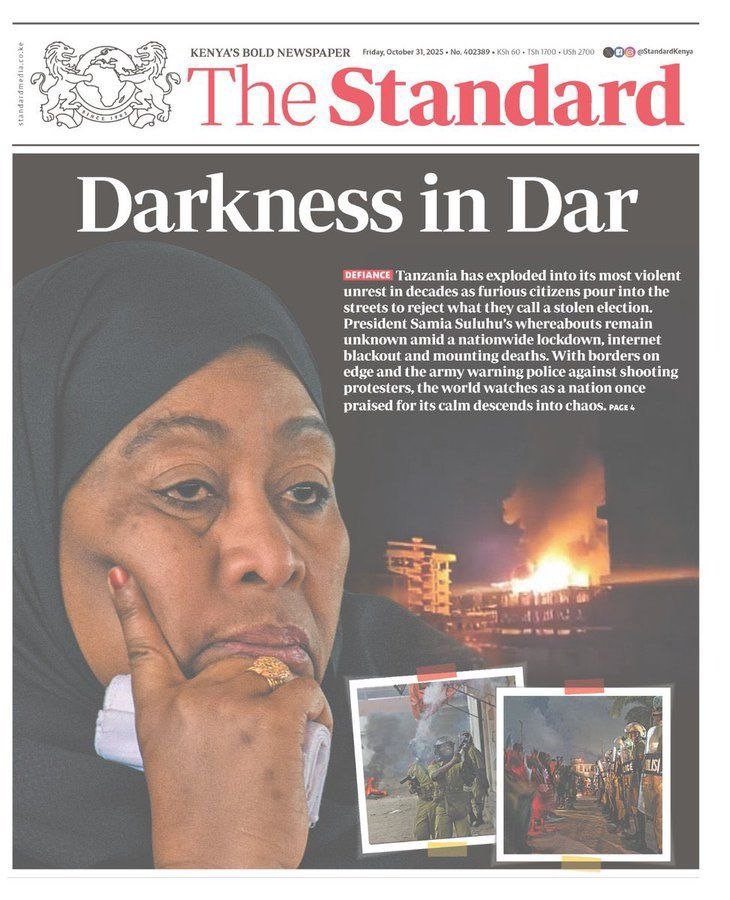 standardmedia.co.ke
SINCE 1902
KENYA'S BOLD NEWSPAPER
Friday, October 31, 2025 • No. 402389 • KSh 60 • TSh 1700 • USh 2700
@StandardKenya
The Standard
Darkness in Dar
DEFIANCE Tanzania has exploded into its most violent
unrest in decades as furious citizens pour into the
streets to reject what they call a stolen election.
President Samia Suluhu's whereabouts remain
unknown amid a nationwide lockdown, internet
blackout and mounting deaths. With borders on
edge and the army warning police against shooting
protesters, the world watches as a nation once
praised for its calm descends into chaos. PAGE 4